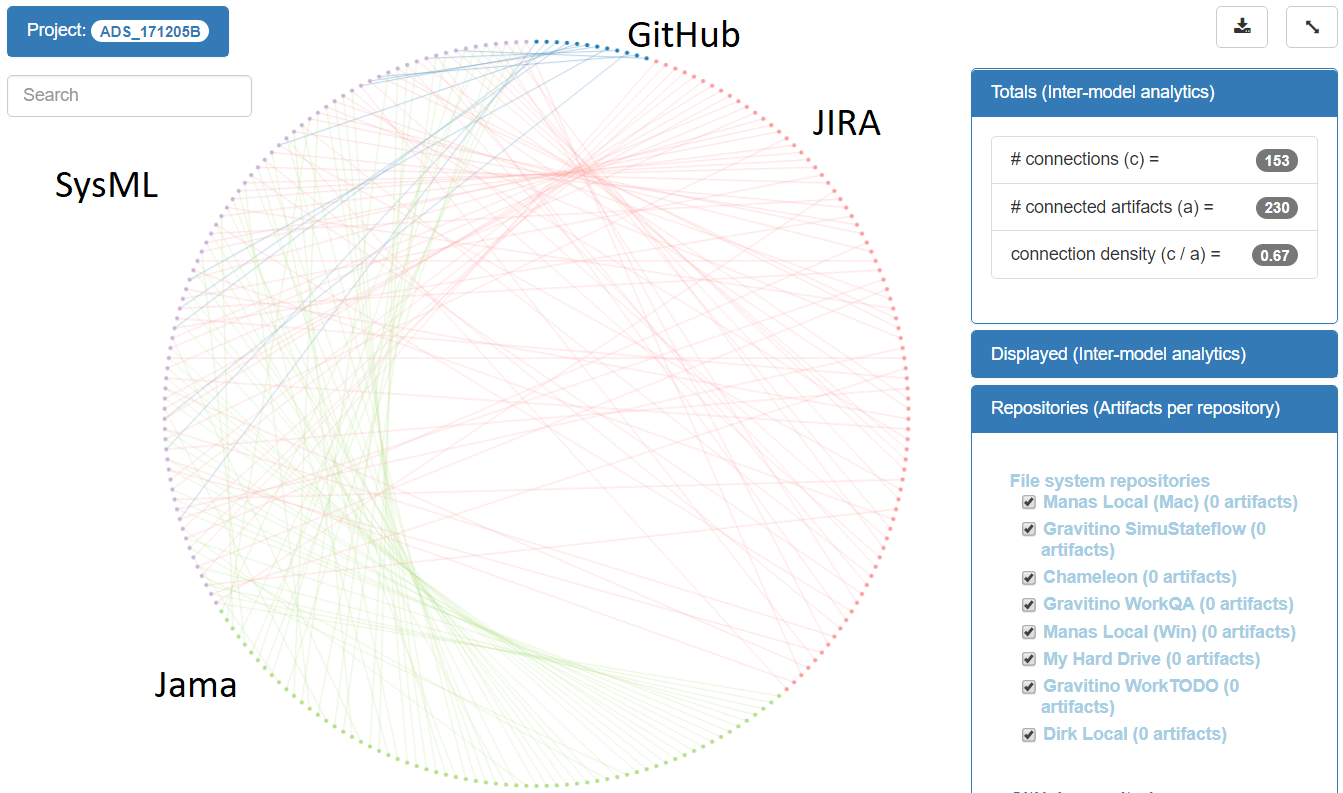 Project: ADS_171205B
Search
GitHub
JIRA
SysML
Jama
Totals (Inter-model analytics)
# connections (c) = 153
# connected artifacts (a) = 230
connection density (c / a) = 0.67
Displayed (Inter-model analytics)
Repositories (Artifacts per repository)
File system repositories
Manas Local (Mac) (0 artifacts)
Gravitino SimuStateflow (0
artifacts)
Chameleon (0 artifacts)
Gravitino WorkQA (0 artifacts)
Manas Local (Win) (0 artifacts)
My Hard Drive (0 artifacts)
Gravitino WorkTODO (0
artifacts)
Dirk Local (0 artifacts)